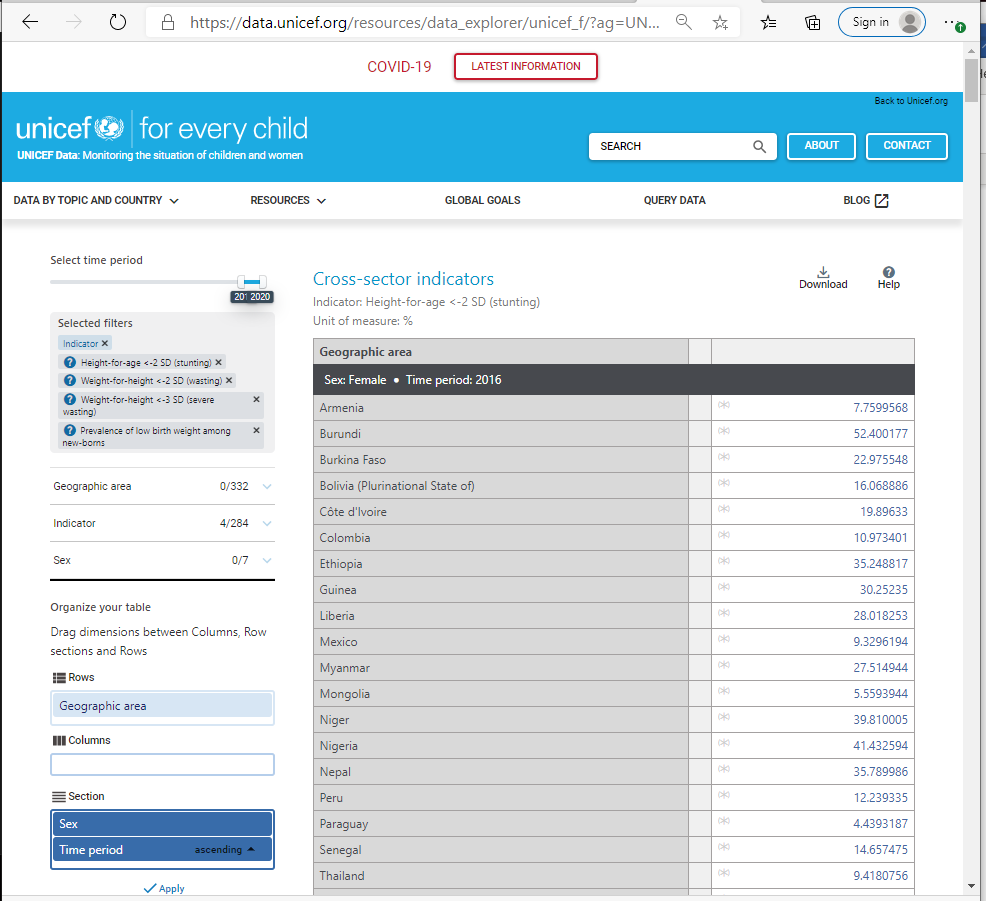 https://data.unicef.org/resources/data_explorer/unicef_f/?ag=UN...
Sign in
COVID-19
LATEST INFORMATION
Back to Unicef.org
unicef for every child
UNICEF Data: Monitoring the situation of children and women
SEARCH
ABOUT
CONTACT
DATA BY TOPIC AND COUNTRY
RESOURCES
GLOBAL GOALS
QUERY DATA
BLOG
Select time period
201 2020
Selected filters
Indicator ×
? Height-for-age <-2 SD (stunting) ×
? Weight-for-height <-2 SD (wasting) ×
? Weight-for-height <-3 SD (severe ×
wasting)
? Prevalence of low birth weight among ×
new-borns
Geographic area 0/332
Indicator 4/284
Sex 0/7
Organize your table
Drag dimensions between Columns, Row
sections and Rows
Rows
Geographic area
Columns
Section
Sex
Time period ascending
Apply
Cross-sector indicators
Indicator: Height-for-age <-2 SD (stunting)
Unit of measure: %
Download
? Help
Geographic area
Sex: Female ● Time period: 2016
Armenia (*) 7.7599568
Burundi (*) 52.400177
Burkina Faso (*) 22.975548
Bolivia (Plurinational State of) (*) 16.068886
Côte d'Ivoire (*) 19.89633
Colombia (*) 10.973401
Ethiopia (*) 35.248817
Guinea (*) 30.25235
Liberia (*) 28.018253
Mexico (*) 9.3296194
Myanmar (*) 27.514944
Mongolia (*) 5.5593944
Niger (*) 39.810005
Nigeria (*) 41.432594
Nepal (*) 35.789986
Peru (*) 12.239335
Paraguay (*) 4.4393187
Senegal (*) 14.657475
Thailand (*) 9.4180756